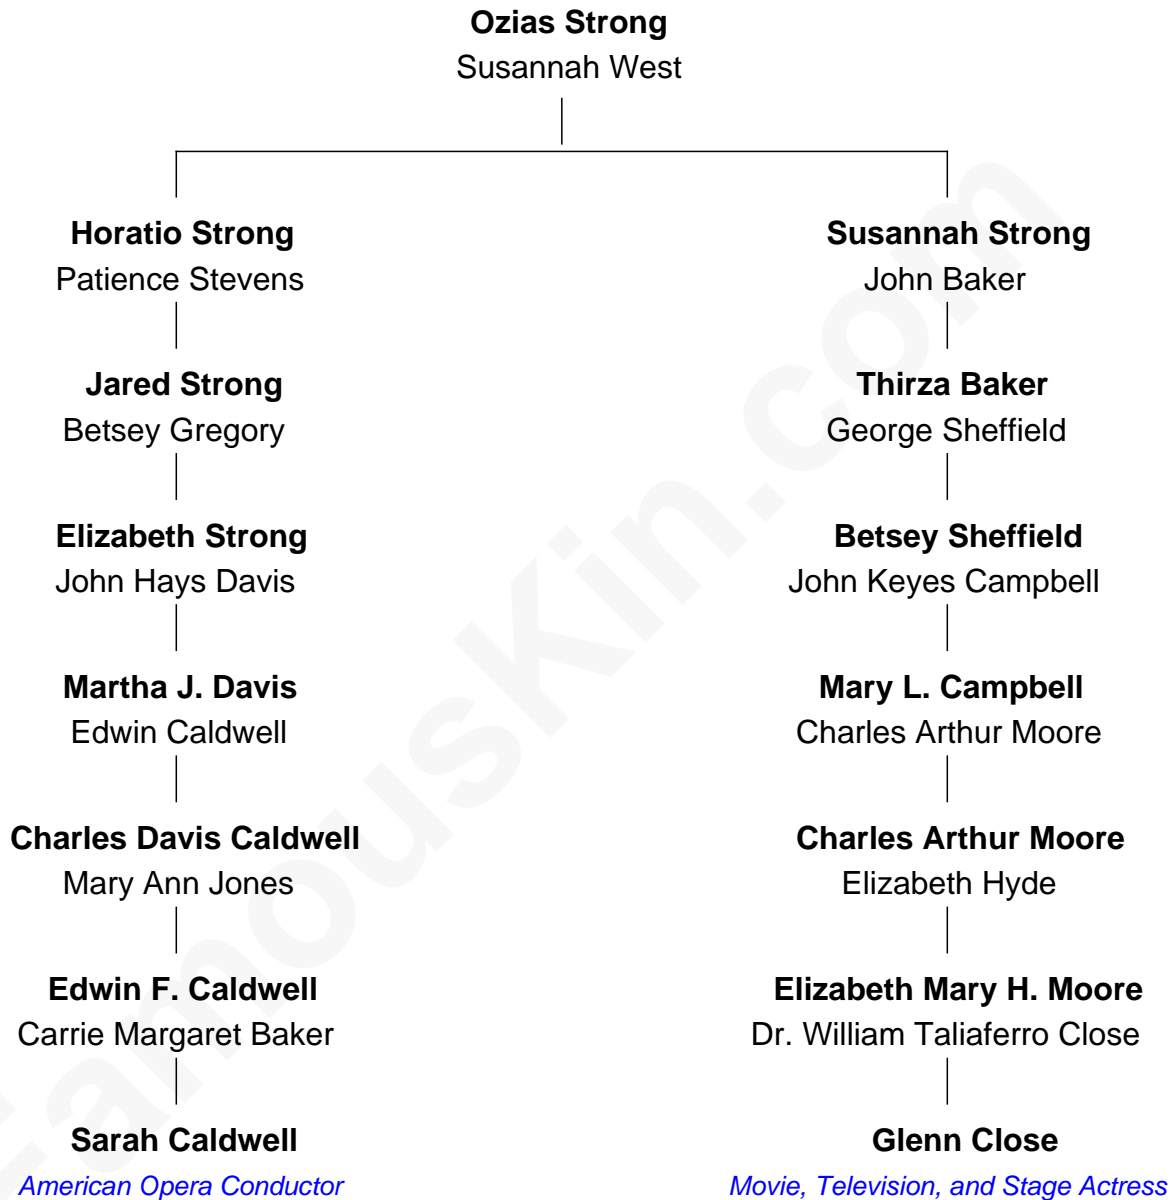 Ozias Strong
Susannah West
Horatio Strong
Patience Stevens
Susannah Strong
John Baker
Jared Strong
Betsey Gregory
Thirza Baker
George Sheffield
Elizabeth Strong
John Hays Davis
Betsey Sheffield
John Keyes Campbell
Martha J. Davis
Edwin Caldwell
Mary L. Campbell
Charles Arthur Moore
Charles Davis Caldwell
Mary Ann Jones
Charles Arthur Moore
Elizabeth Hyde
Edwin F. Caldwell
Carrie Margaret Baker
Elizabeth Mary H. Moore
Dr. William Taliaferro Close
Sarah Caldwell
American Opera Conductor
Glenn Close
Movie, Television, and Stage Actress
FamousKin.com